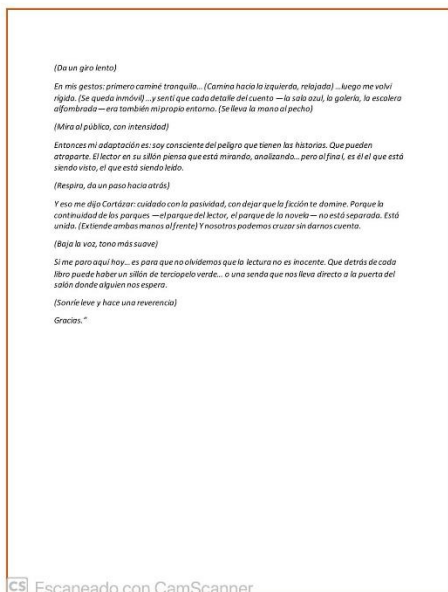 (Da un giro lento)
En mis gestos: primero caminé tranquila... (Camina hacia la izquierda, relajada) ...luego me volví
rígida. (Se queda inmóvil) ...y sentí que cada detalle del cuento —la sala azul, la galería, la escalera
alfombrada— era también mi propio entorno. (Se lleva la mano al pecho)
(Mira al público, con intensidad)
Entonces mi adaptación es: soy consciente del peligro que tienen las historias. Que pueden
atraparte. El lector en su sillón piensa que está mirando, analizando... pero al final, es él el que está
siendo visto, el que está siendo leído.
(Respira, da un paso hacia atrás)
Y eso me dijo Cortázar: cuidado con la pasividad, con dejar que la ficción te domine. Porque la
continuidad de los parques —el parque del lector, el parque de la novela— no está separada. Está
unida. (Extiende ambas manos al frente) Y nosotros podemos cruzar sin darnos cuenta.
(Baja la voz, tono más suave)
Si me paro aquí hoy... es para que no olvidemos que la lectura no es inocente. Que detrás de cada
libro puede haber un sillón de terciopelo verde... o una senda que nos lleva directo a la puerta del
salón donde alguien nos espera.
(Sonríe leve y hace una reverencia)
Gracias."
CS Escaneado con CamScanner